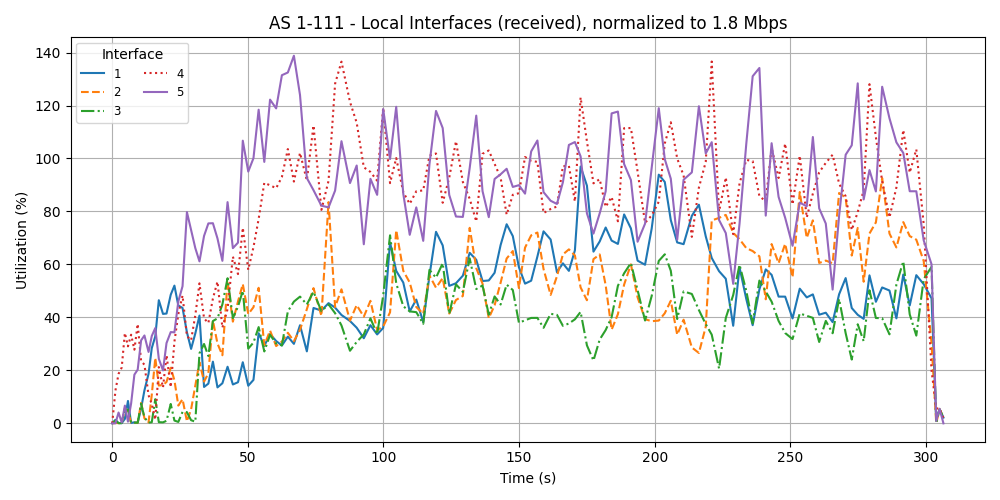 AS 1-111 - Local Interfaces (received), normalized to 1.8 Mbps
Interface
1
2
3
4
5
Utilization (%)
140
120
100
80
60
40
20
0
0 50 100 150 200 250 300
Time (s)